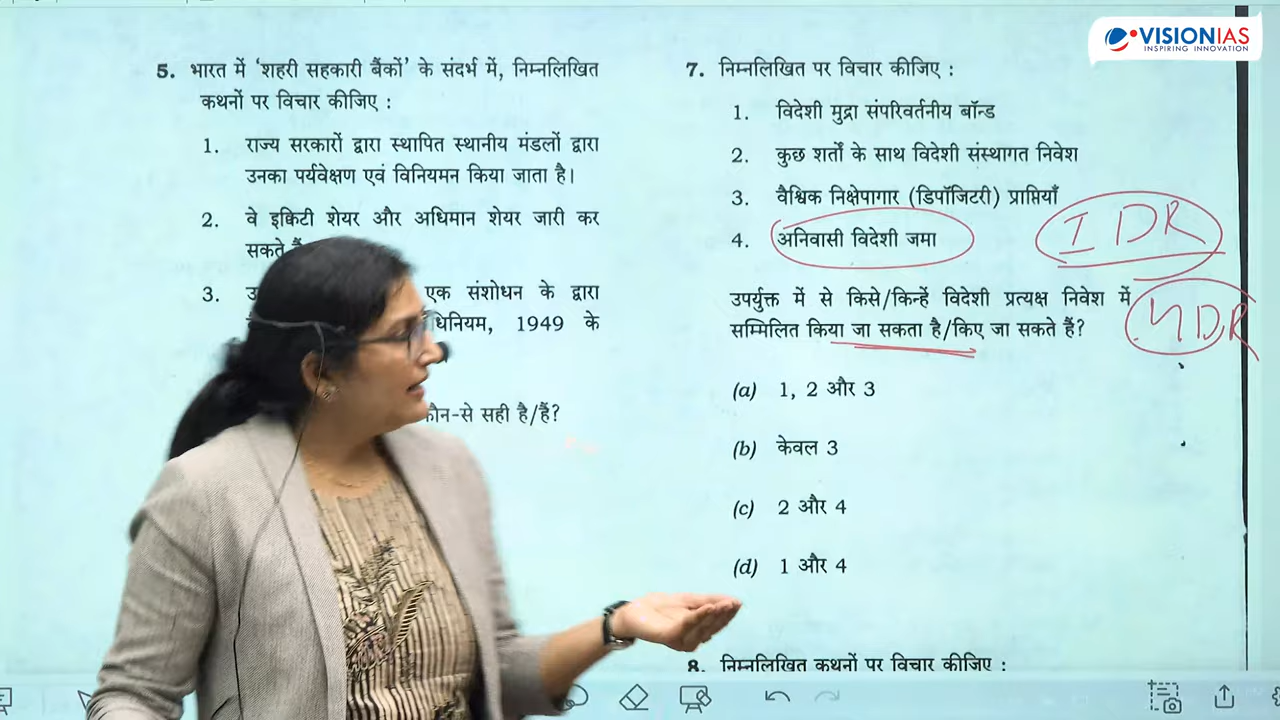 VISIONIAS
INSPIRING INNOVATION
5. भारत में ‘शहरी सहकारी बैंकों’ के संदर्भ में, निम्नलिखित
कथनों पर विचार कीजिए :
1. राज्य सरकारों द्वारा स्थापित स्थानीय मंडलों द्वारा
उनका पर्यवेक्षण एवं विनियमन किया जाता है।
2. वे इक्विटी शेयर और अधिमान शेयर जारी कर
सकते हैं
3. एक संशोधन के द्वारा
1949 के
कौन-से सही है/हैं?
7. निम्नलिखित पर विचार कीजिए :
1. विदेशी मुद्रा संपरिवर्तनीय बॉन्ड
2. कुछ शर्तों के साथ विदेशी संस्थागत निवेश
3. वैश्विक निक्षेपागार (डिपॉजिटरी) प्राप्तियाँ
4. अनिवासी विदेशी जमा
IDR
उपर्युक्त में से किसे/किन्हें विदेशी प्रत्यक्ष निवेश में
सम्मिलित किया जा सकता है/किए जा सकते हैं?
(a) 1, 2 और 3
(b) केवल 3
(c) 2 और 4
(d) 1 और 4
8. निम्नलिखित कथनों पर विचार कीजिए :